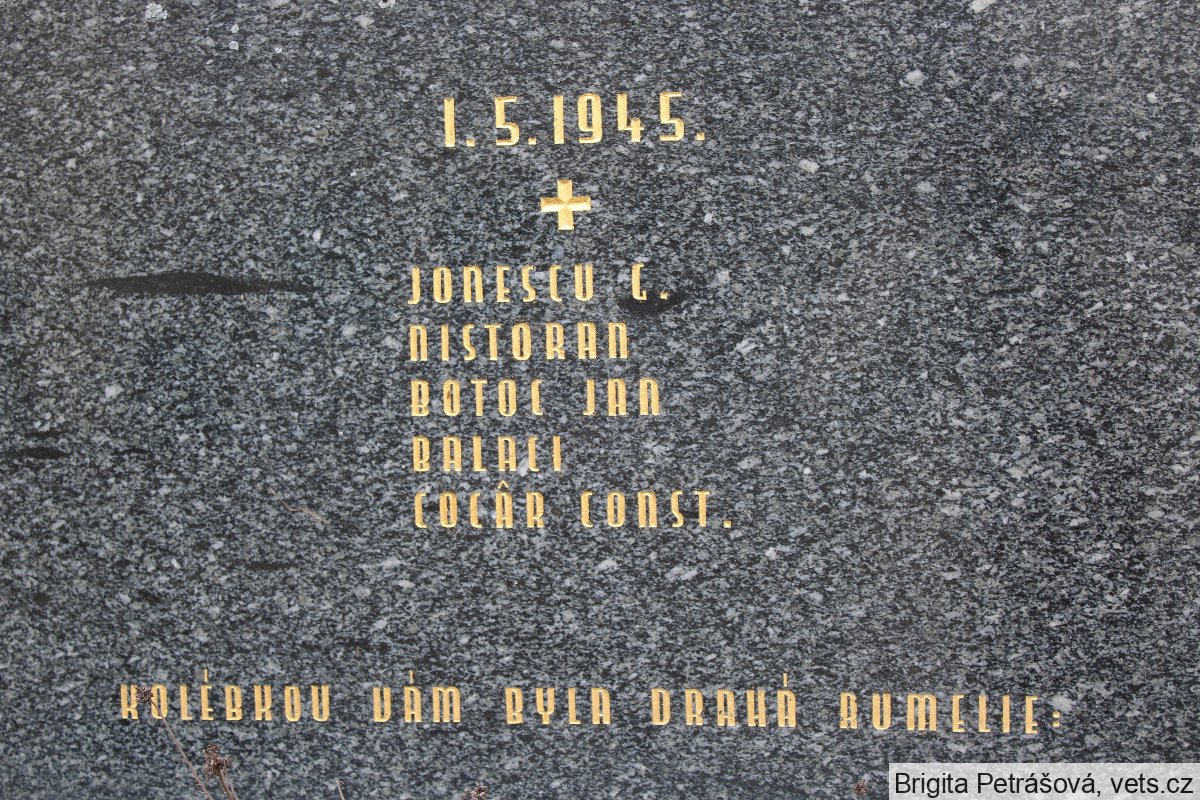 1.5.1945.
JONESCU G.
NISTORAN
BOTOC JAN
BALACI
COCÂR CONST.
KOLÉBKOU VÁM BYLA DRAHÁ RUMELIE:
Brigita Petrášová, vets.cz